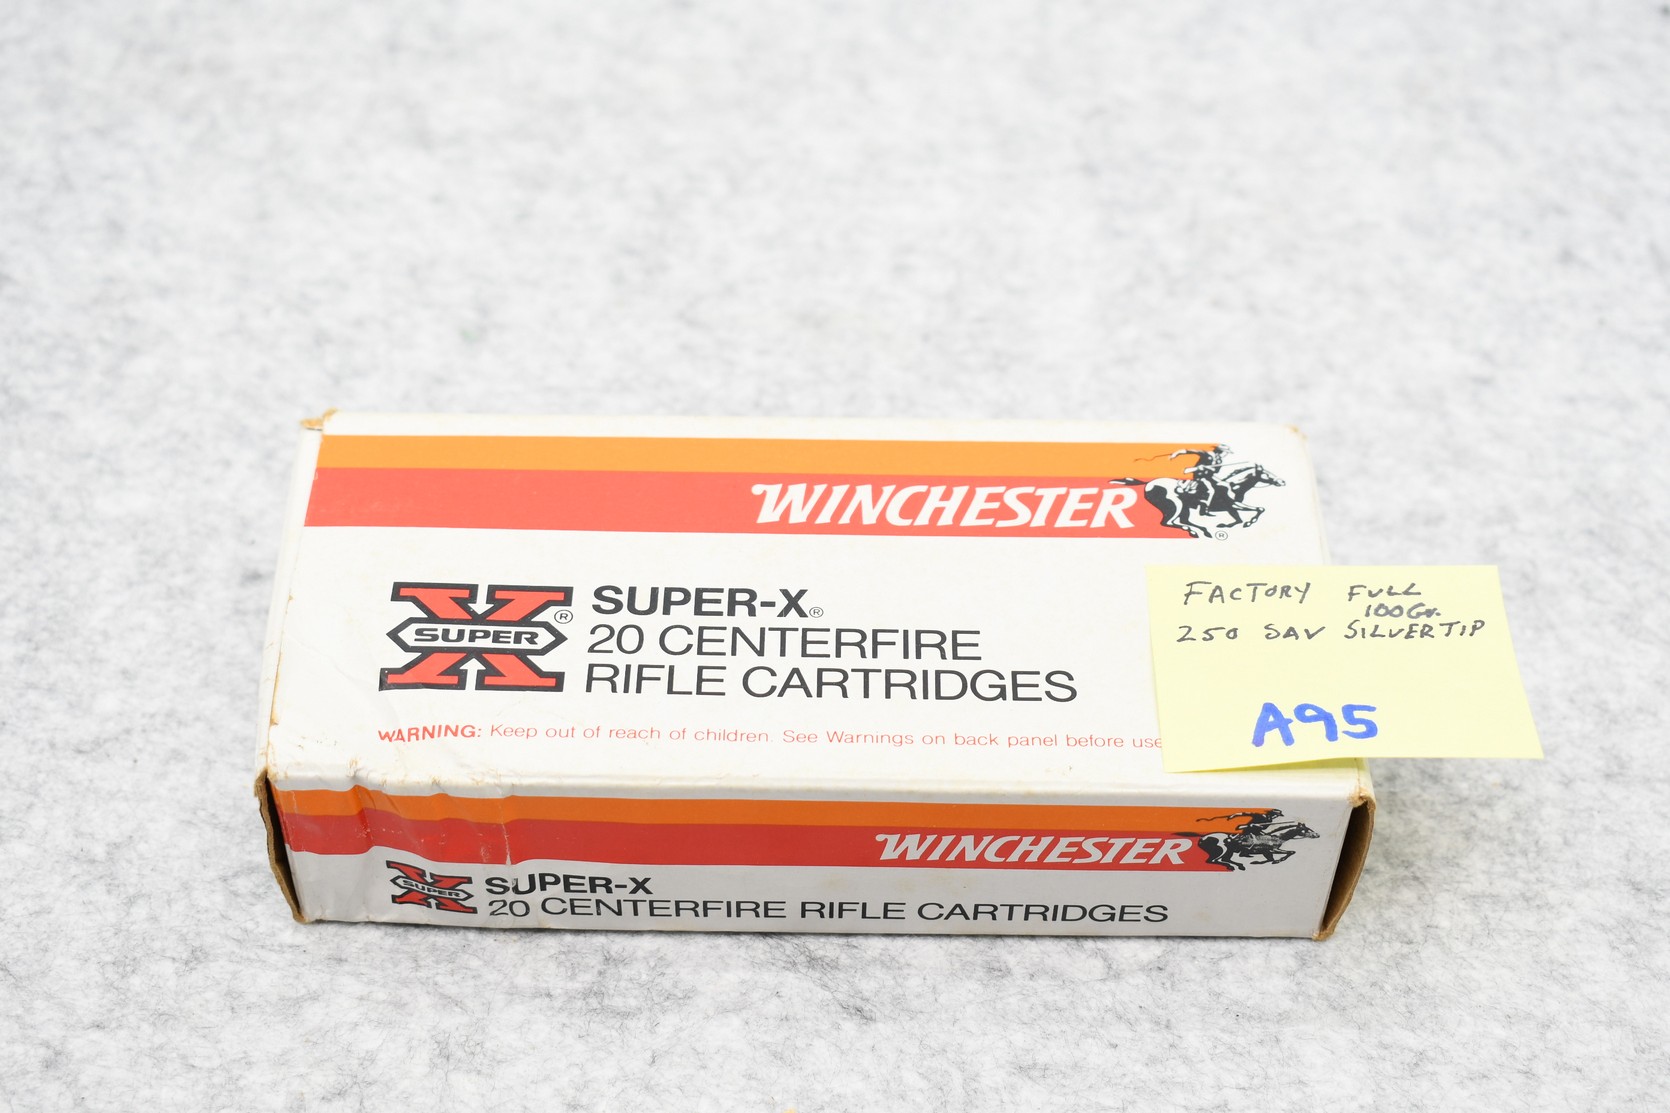 WINCHESTER
®
SUPER
®
SUPER-X®
20 CENTERFIRE
RIFLE CARTRIDGES
WARNING: Keep out of reach of children. See Warnings on back panel before use
FACTORY FULL
100Gr.
250 SAV SILVERTIP
A95
WINCHESTER
SUPER
SUPER-X
20 CENTERFIRE RIFLE CARTRIDGES